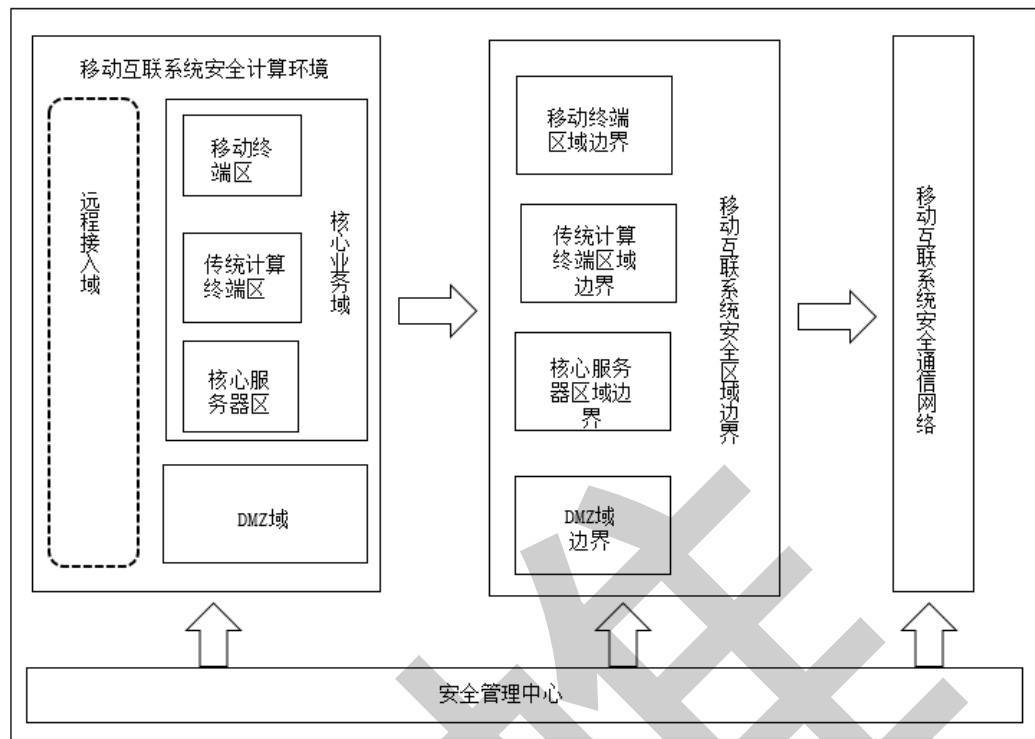 移动互联系统安全计算环境
远程接入域
移动终
端区
传统计算
终端区
核心服
务器区
核心业务域
DMZ域
移动终端
区域边界
传统计算
终端区域
边界
核心服务
器区域边
界
DMZ域
边界
移动互联系统安全区域边界
移动互联系统安全通信网络
安全管理中心